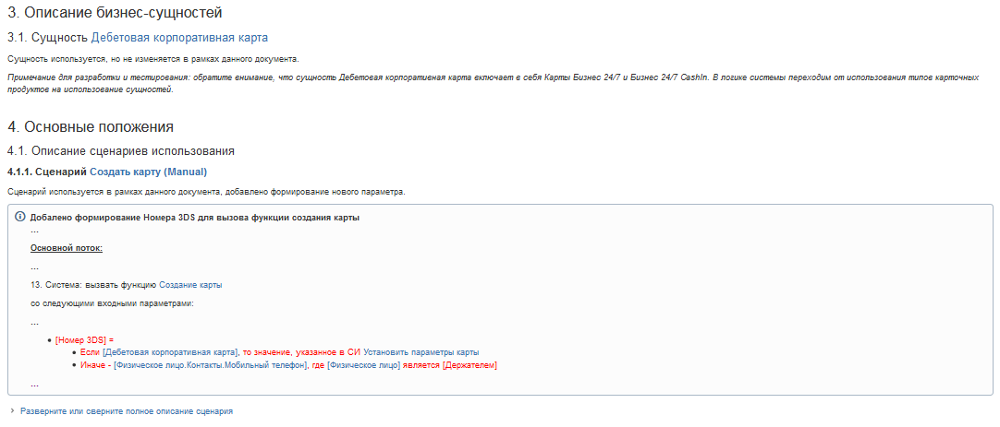 3. Описание бизнес-сущностей
3.1. Сущность Дебетовая корпоративная карта
Сущность используется, но не изменяется в рамках данного документа.
Примечание для разработки и тестирования: обратите внимание, что сущность Дебетовая корпоративная карта включает в себя Карты Бизнес 24/7 и Бизнес 24/7 CashIn. В логике системы переходим от использования типов карточных
продуктов на использование сущностей.
4. Основные положения
4.1. Описание сценариев использования
4.1.1. Сценарий Создать карту (Manual)
Сценарий используется в рамках данного документа, добавлено формирование нового параметра.
Добалено формирование Номера 3DS для вызова функции создания карты
...
Основной поток:
...
13. Система: вызвать функцию Создание карты
со следующими входными параметрами:
...
• [Номер 3DS] =
• Если [Дебетовая корпоративная карта], то значение, указанное в СИ Установить параметры карты
• Иначе - [Физическое лицо.Контакты.Мобильный телефон], где [Физическое лицо] является [Держателем]
...
› Разверните или сверните полное описание сценария